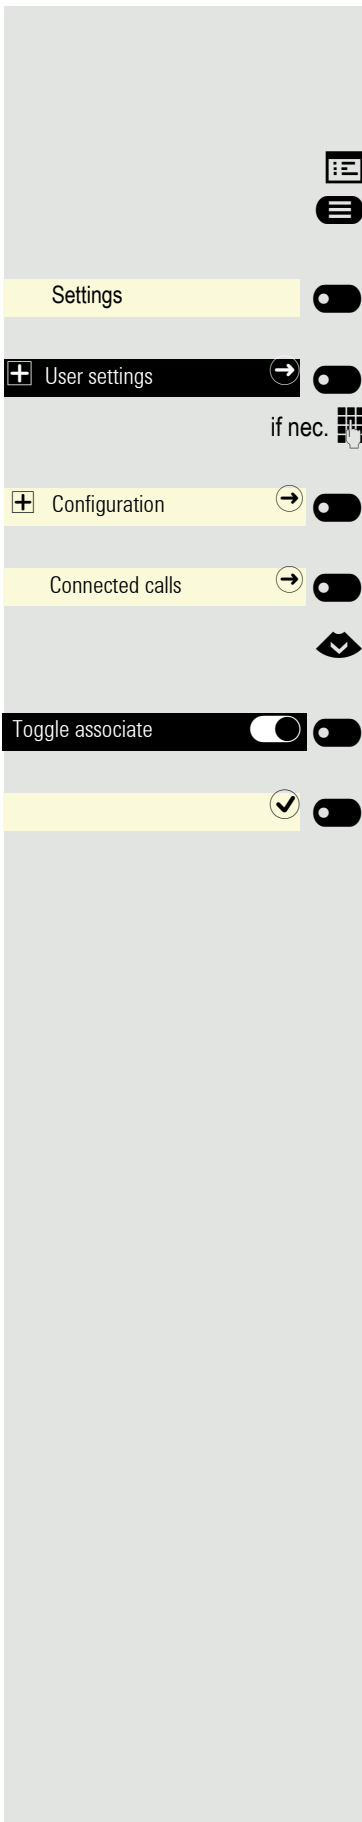 Settings
User settings
if nec.
Configuration
Connected calls
Toggle associate